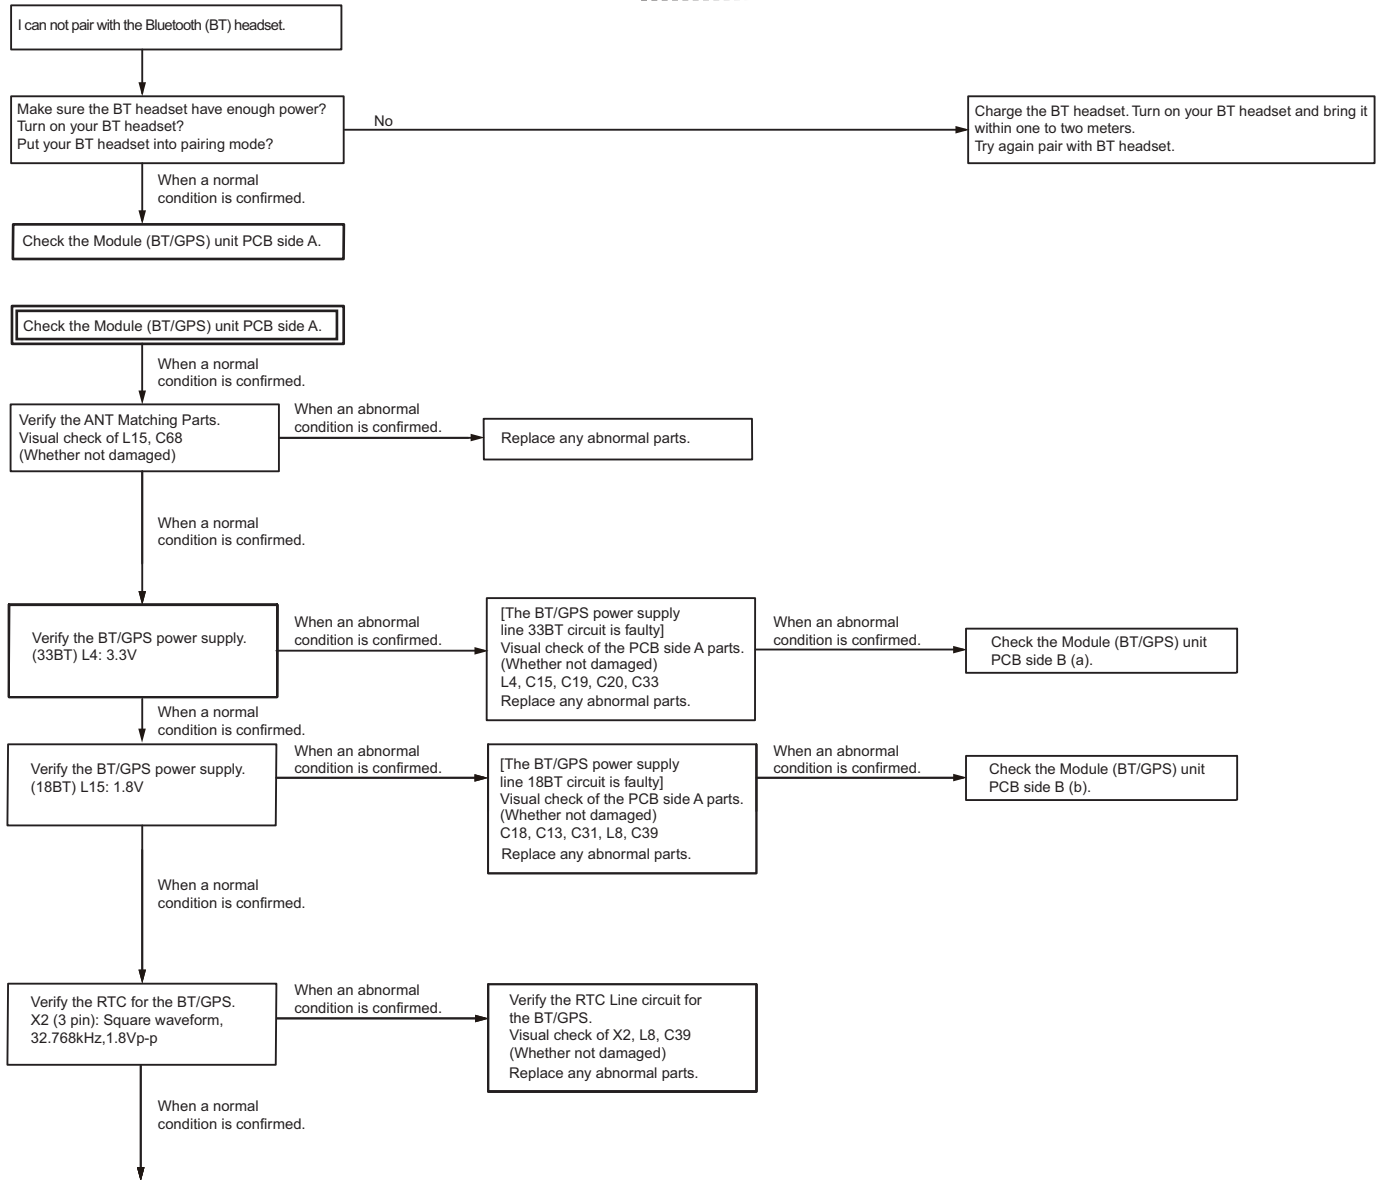 I can not pair with the Bluetooth (BT) headset.
Make sure the BT headset have enough power?
Turn on your BT headset?
Put your BT headset into pairing mode?
No
Charge the BT headset. Turn on your BT headset and bring it
within one to two meters.
Try again pair with BT headset.
When a normal
condition is confirmed.
Check the Module (BT/GPS) unit PCB side A.
Check the Module (BT/GPS) unit PCB side A.
When a normal
condition is confirmed.
Verify the ANT Matching Parts.
Visual check of L15, C68
(Whether not damaged)
When an abnormal
condition is confirmed.
Replace any abnormal parts.
When a normal
condition is confirmed.
Verify the BT/GPS power supply.
(33BT) L4: 3.3V
When an abnormal
condition is confirmed.
[The BT/GPS power supply
line 33BT circuit is faulty]
Visual check of the PCB side A parts.
(Whether not damaged)
L4, C15, C19, C20, C33
Replace any abnormal parts.
When an abnormal
condition is confirmed.
Check the Module (BT/GPS) unit
PCB side B (a).
When a normal
condition is confirmed.
Verify the BT/GPS power supply.
(18BT) L15: 1.8V
When an abnormal
condition is confirmed.
[The BT/GPS power supply
line 18BT circuit is faulty]
Visual check of the PCB side A parts.
(Whether not damaged)
C18, C13, C31, L8, C39
Replace any abnormal parts.
When an abnormal
condition is confirmed.
Check the Module (BT/GPS) unit
PCB side B (b).
When a normal
condition is confirmed.
Verify the RTC for the BT/GPS.
X2 (3 pin): Square waveform,
32.768kHz,1.8Vp-p
When an abnormal
condition is confirmed.
Verify the RTC Line circuit for
the BT/GPS.
Visual check of X2, L8, C39
(Whether not damaged)
Replace any abnormal parts.
When a normal
condition is confirmed.